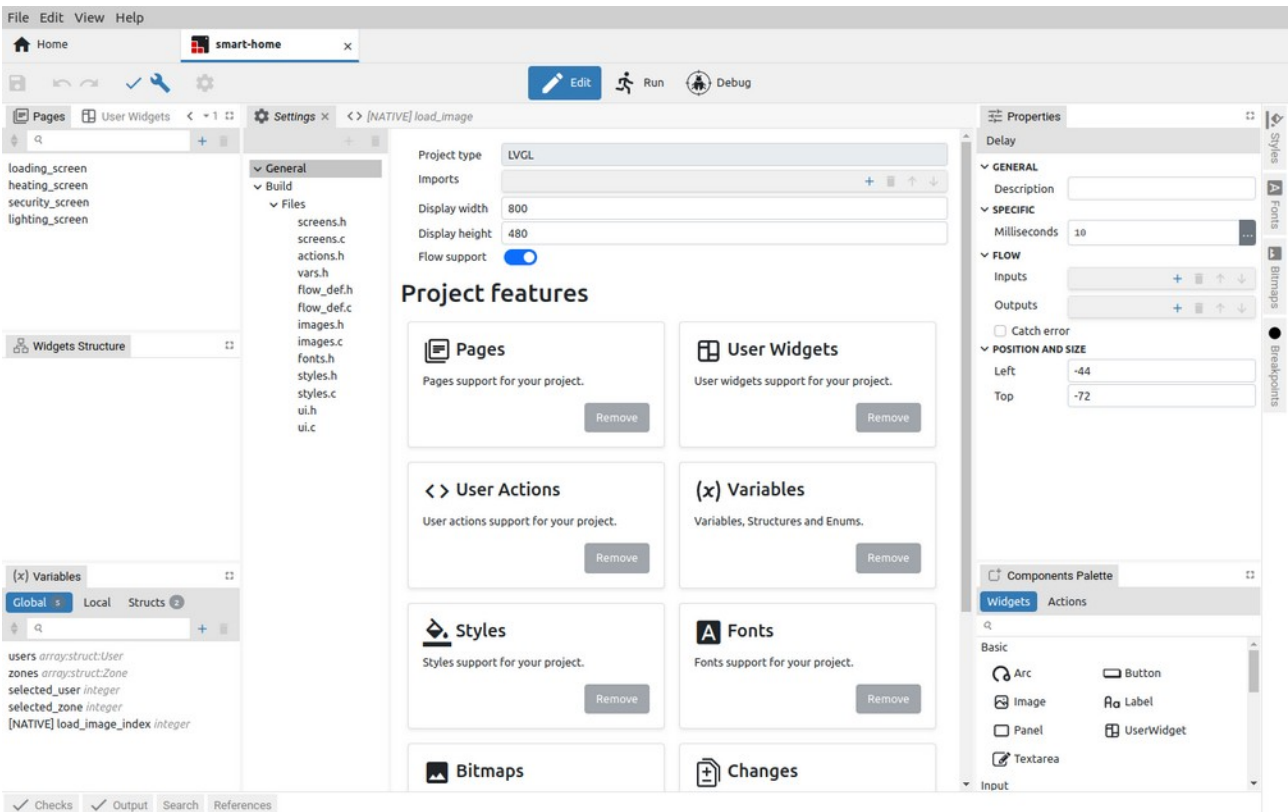 File Edit View Help
Home
smart-home
Edit Run Debug
Pages User Widgets 1
loading_screen
heating_screen
security_screen
lighting_screen
Widgets Structure
(x) Variables
Global 5 Local Structs 2
users array:struct:User
zones array:struct:Zone
selected_user integer
selected_zone integer
[NATIVE] load_image_index integer
Settings × <> [NATIVE] load_image
General
Build
Files
screens.h
screens.c
actions.h
vars.h
flow_def.h
flow_def.c
images.h
images.c
fonts.h
styles.h
styles.c
ui.h
ui.c
Project type LVGL
Imports
Display width 800
Display height 480
Flow support
Project features
Pages
Pages support for your project.
Remove
User Widgets
User widgets support for your project.
Remove
<> User Actions
User actions support for your project.
Remove
(x) Variables
Variables, Structures and Enums.
Remove
Styles
Styles support for your project.
Remove
A Fonts
Fonts support for your project.
Remove
Bitmaps
Changes
Properties
Delay
GENERAL
Description
SPECIFIC
Milliseconds 10 ...
FLOW
Inputs
Outputs
Catch error
POSITION AND SIZE
Left -44
Top -72
Components Palette
Widgets Actions
Basic
Arc Button
Image Label
Panel UserWidget
Textarea
Input
Styles
Fonts
Bitmaps
Breakpoints
Checks Output Search References